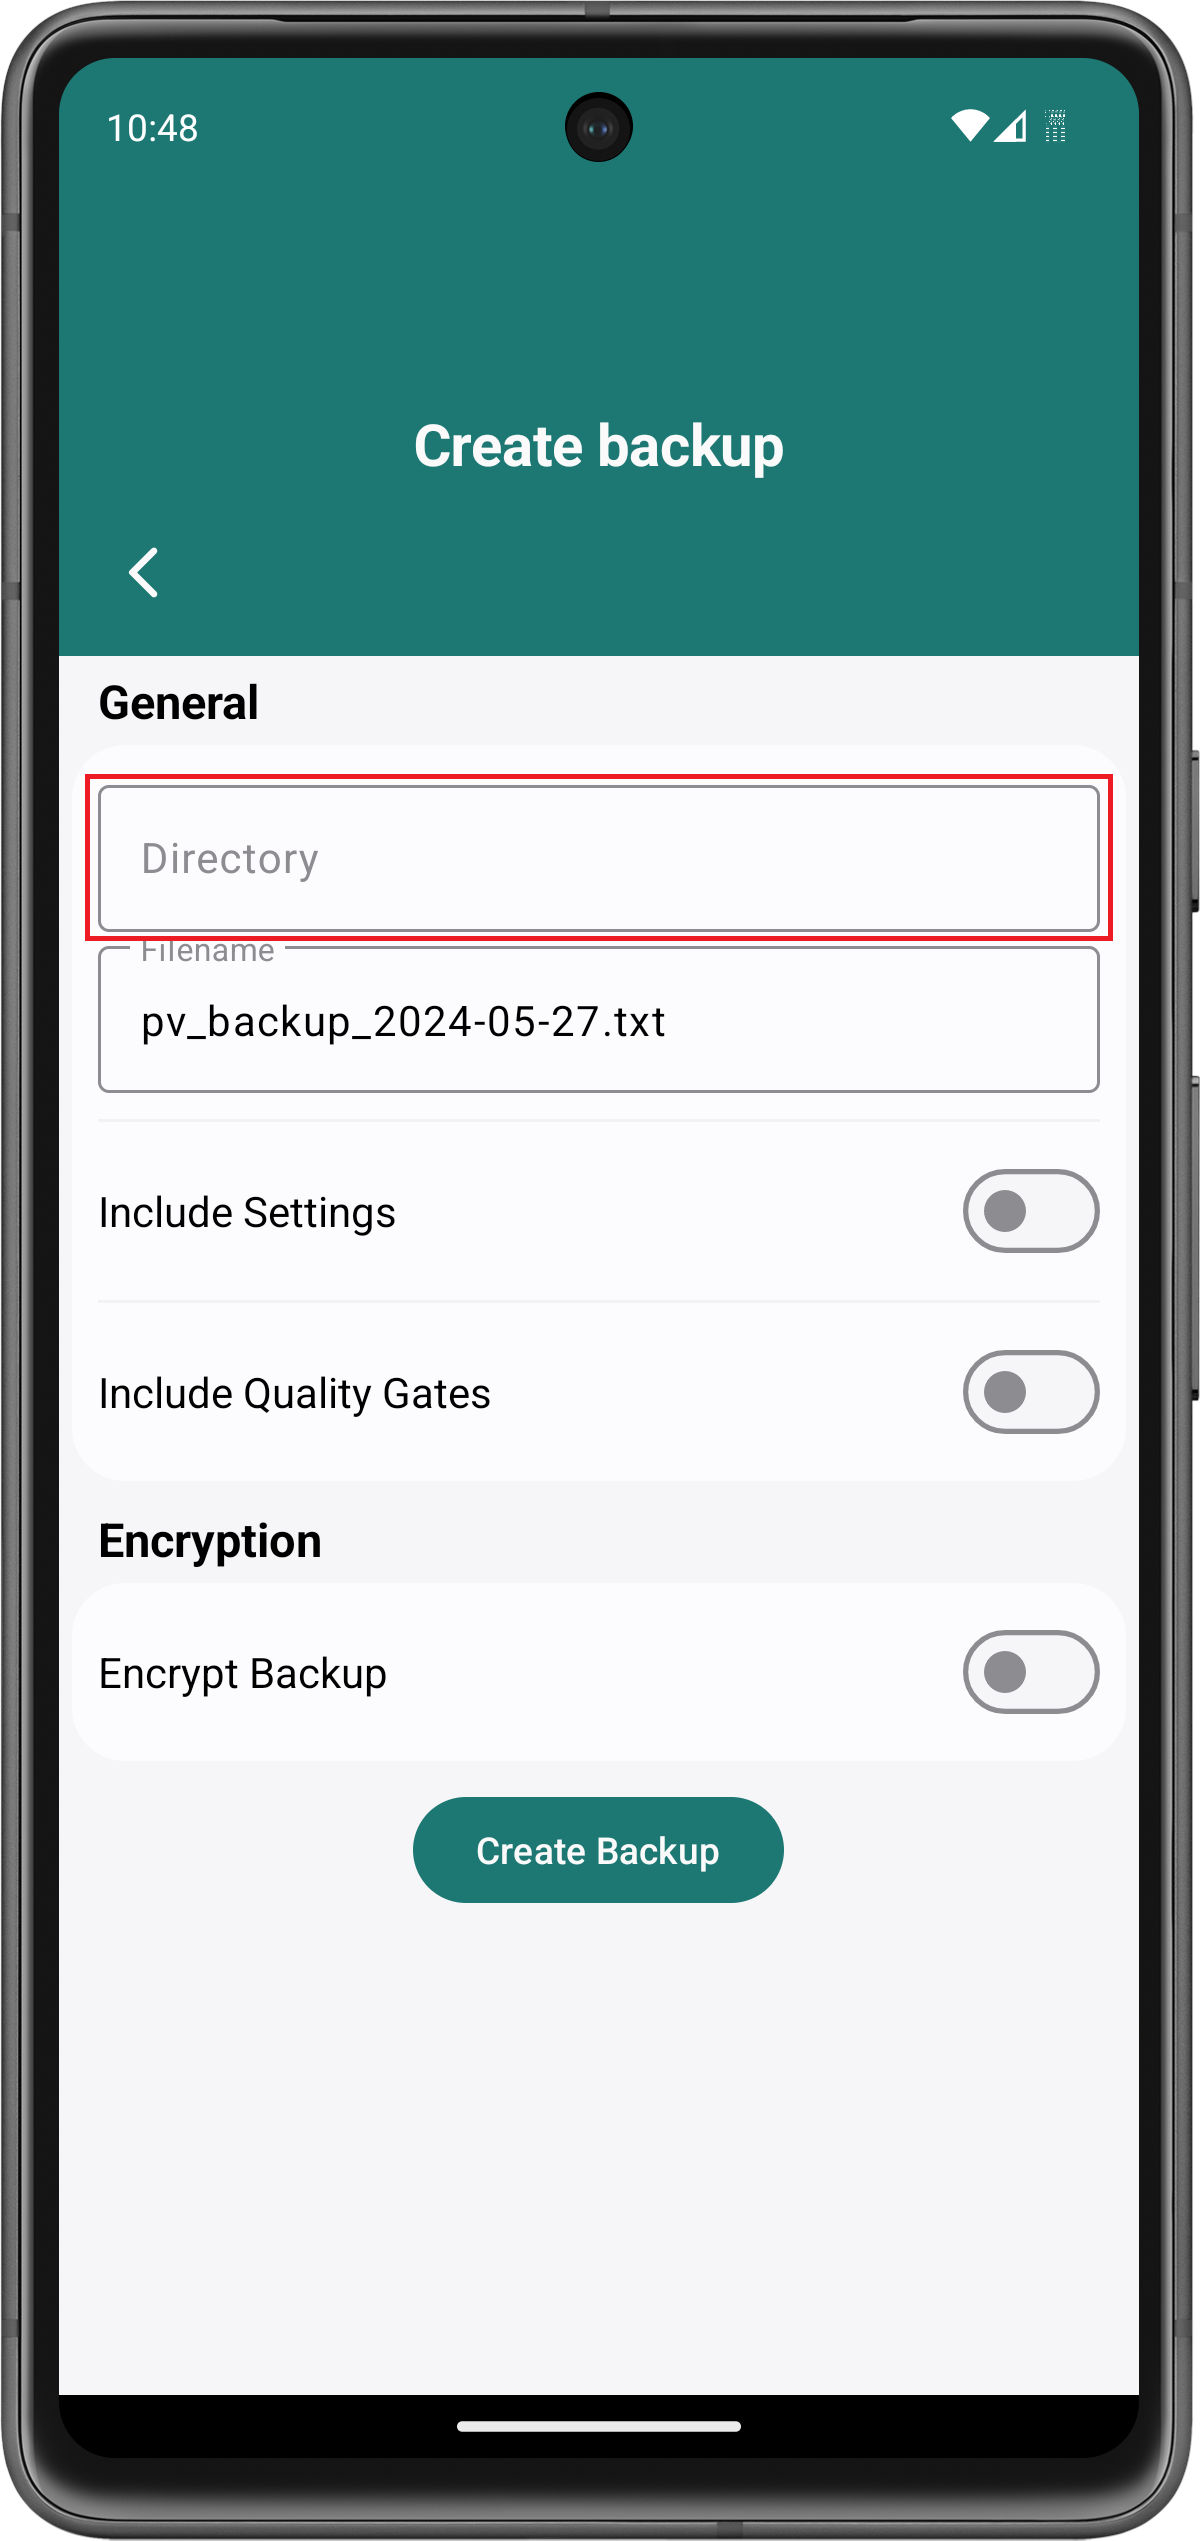 10:48
Create backup
General
Directory
Filename
pv_backup_2024-05-27.txt
Include Settings
Include Quality Gates
Encryption
Encrypt Backup
Create Backup